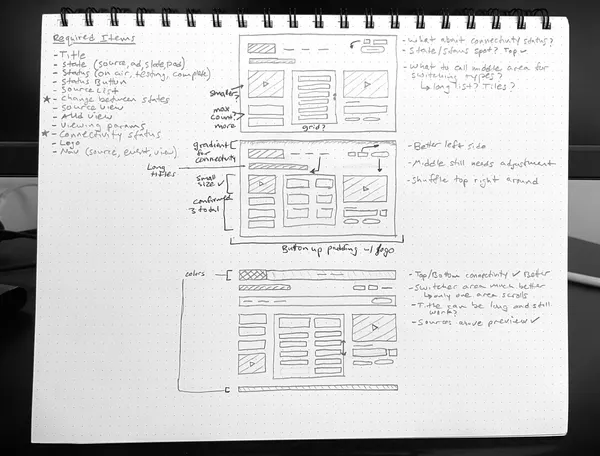 Required Items
- Title
- State (source, ad, slate, pod)
- Status (on air, testing, complete)
- Status Button
- Source List
* - Change between states
- Source View
- Add View
- Viewing params
* - Connectivity status
- Logo
- Nav (source, event, view)
smaller?
max count? more
grid?
- What about connectivity status?
- State/Status spot? Top ✓
- What to call middle area for
switching types?
↳ long list? Tiles?
gradient for connectivity
Long titles
small size ✓
confirmed 3 total
Button up padding w/ logo
- Better left side
- Middle still needs adjustment
- Shuffle top right around
colors
- Top/Bottom connectivity ✓ Better
- Switcher area much better
↳ only one area scrolls
- Title can be long and still
work?
- Sources above preview ✓